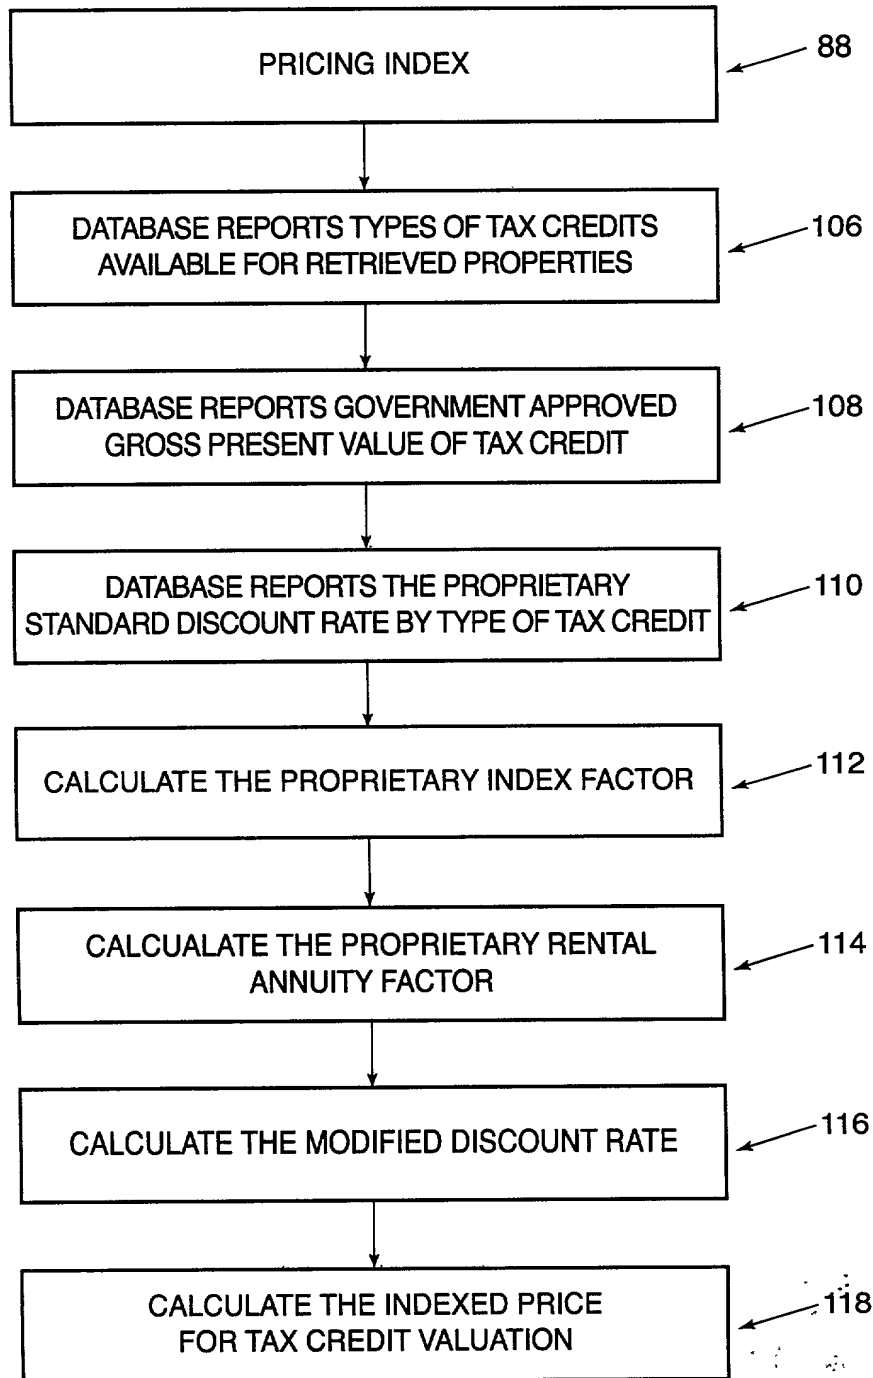 PRICING INDEX
88
DATABASE REPORTS TYPES OF TAX CREDITS
AVAILABLE FOR RETRIEVED PROPERTIES
106
DATABASE REPORTS GOVERNMENT APPROVED
GROSS PRESENT VALUE OF TAX CREDIT
108
DATABASE REPORTS THE PROPRIETARY
STANDARD DISCOUNT RATE BY TYPE OF TAX CREDIT
110
CALCULATE THE PROPRIETARY INDEX FACTOR
112
CALCUALATE THE PROPRIETARY RENTAL
ANNUITY FACTOR
114
CALCULATE THE MODIFIED DISCOUNT RATE
116
CALCULATE THE INDEXED PRICE
FOR TAX CREDIT VALUATION
118